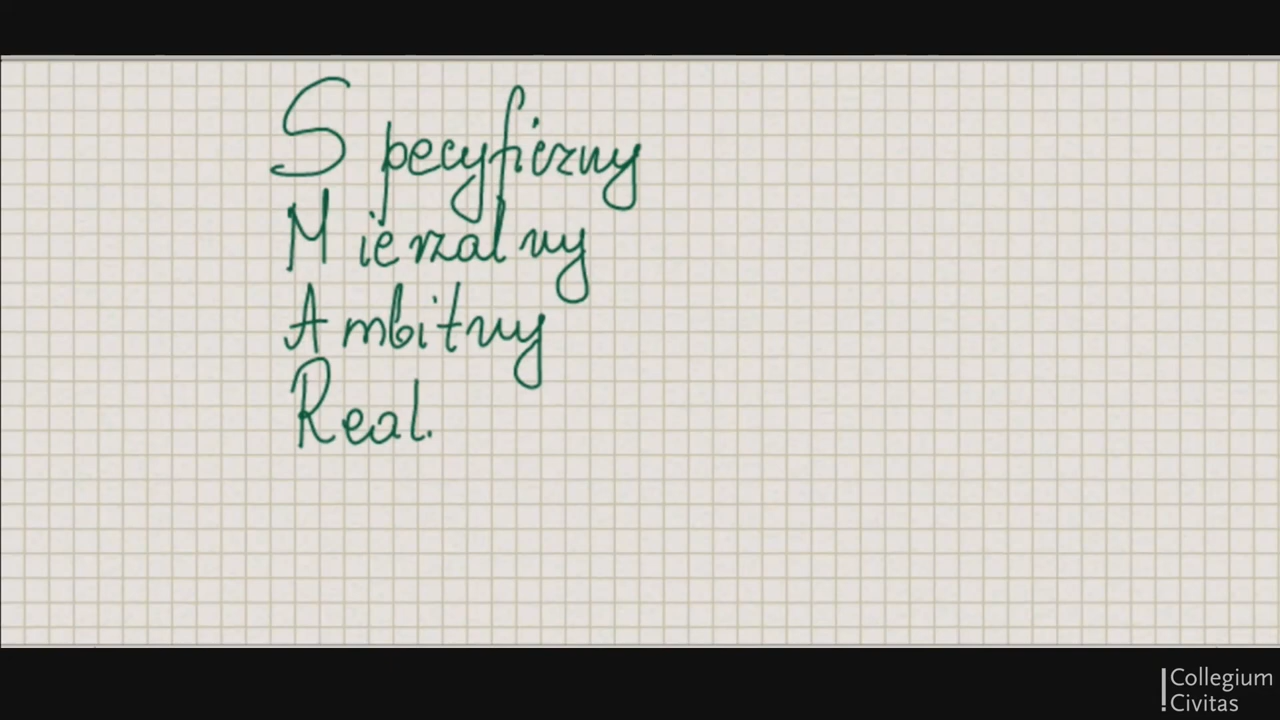 Specyficzny
Mierzalny
Ambitny
Real.
Collegium
Civitas